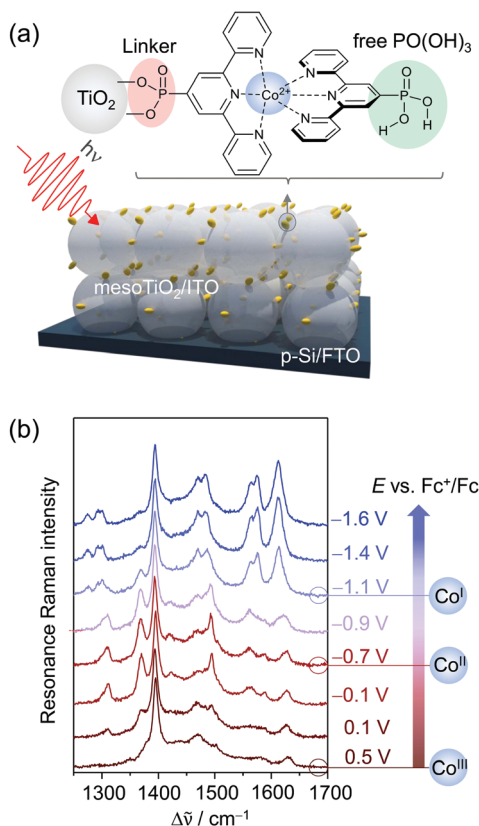 (a)
Linker
free PO(OH)₃
TiO₂
O
O
O
P
N
N
N
Co²⁺
N
N
N
O
P
O
O
H
H
hν
mesoTiO₂/ITO
p-Si/FTO
(b)
Resonance Raman intensity
E vs. Fc⁺/Fc
−1.6 V
−1.4 V
−1.1 V
Coᴵ
−0.9 V
−0.7 V
Coᴵᴵ
−0.1 V
0.1 V
0.5 V
Coᴵᴵᴵ
1300 1400 1500 1600 1700
Δν̃ / cm⁻¹